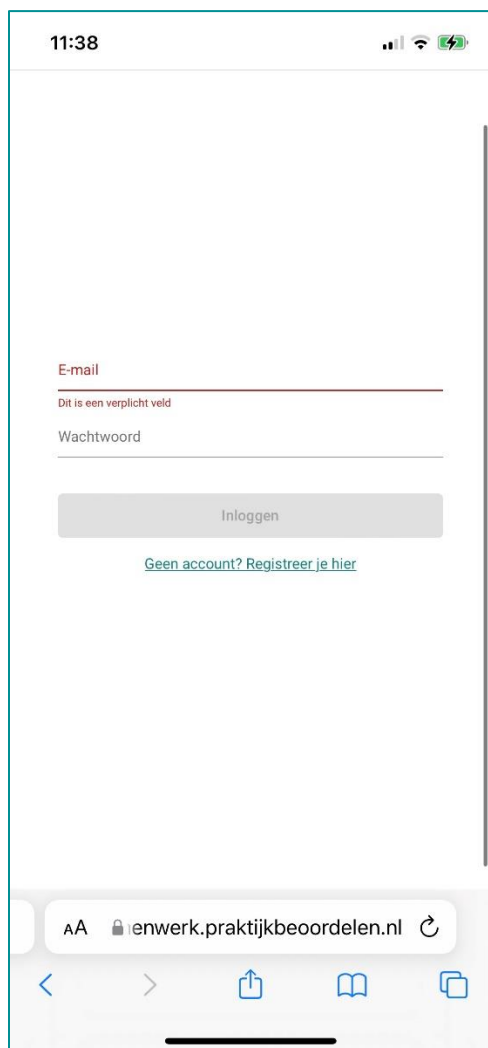 11:38
E-mail
Dit is een verplicht veld
Wachtwoord
Inloggen
Geen account? Registreer je hier
AA enwerk.praktijkbeoordelen.nl